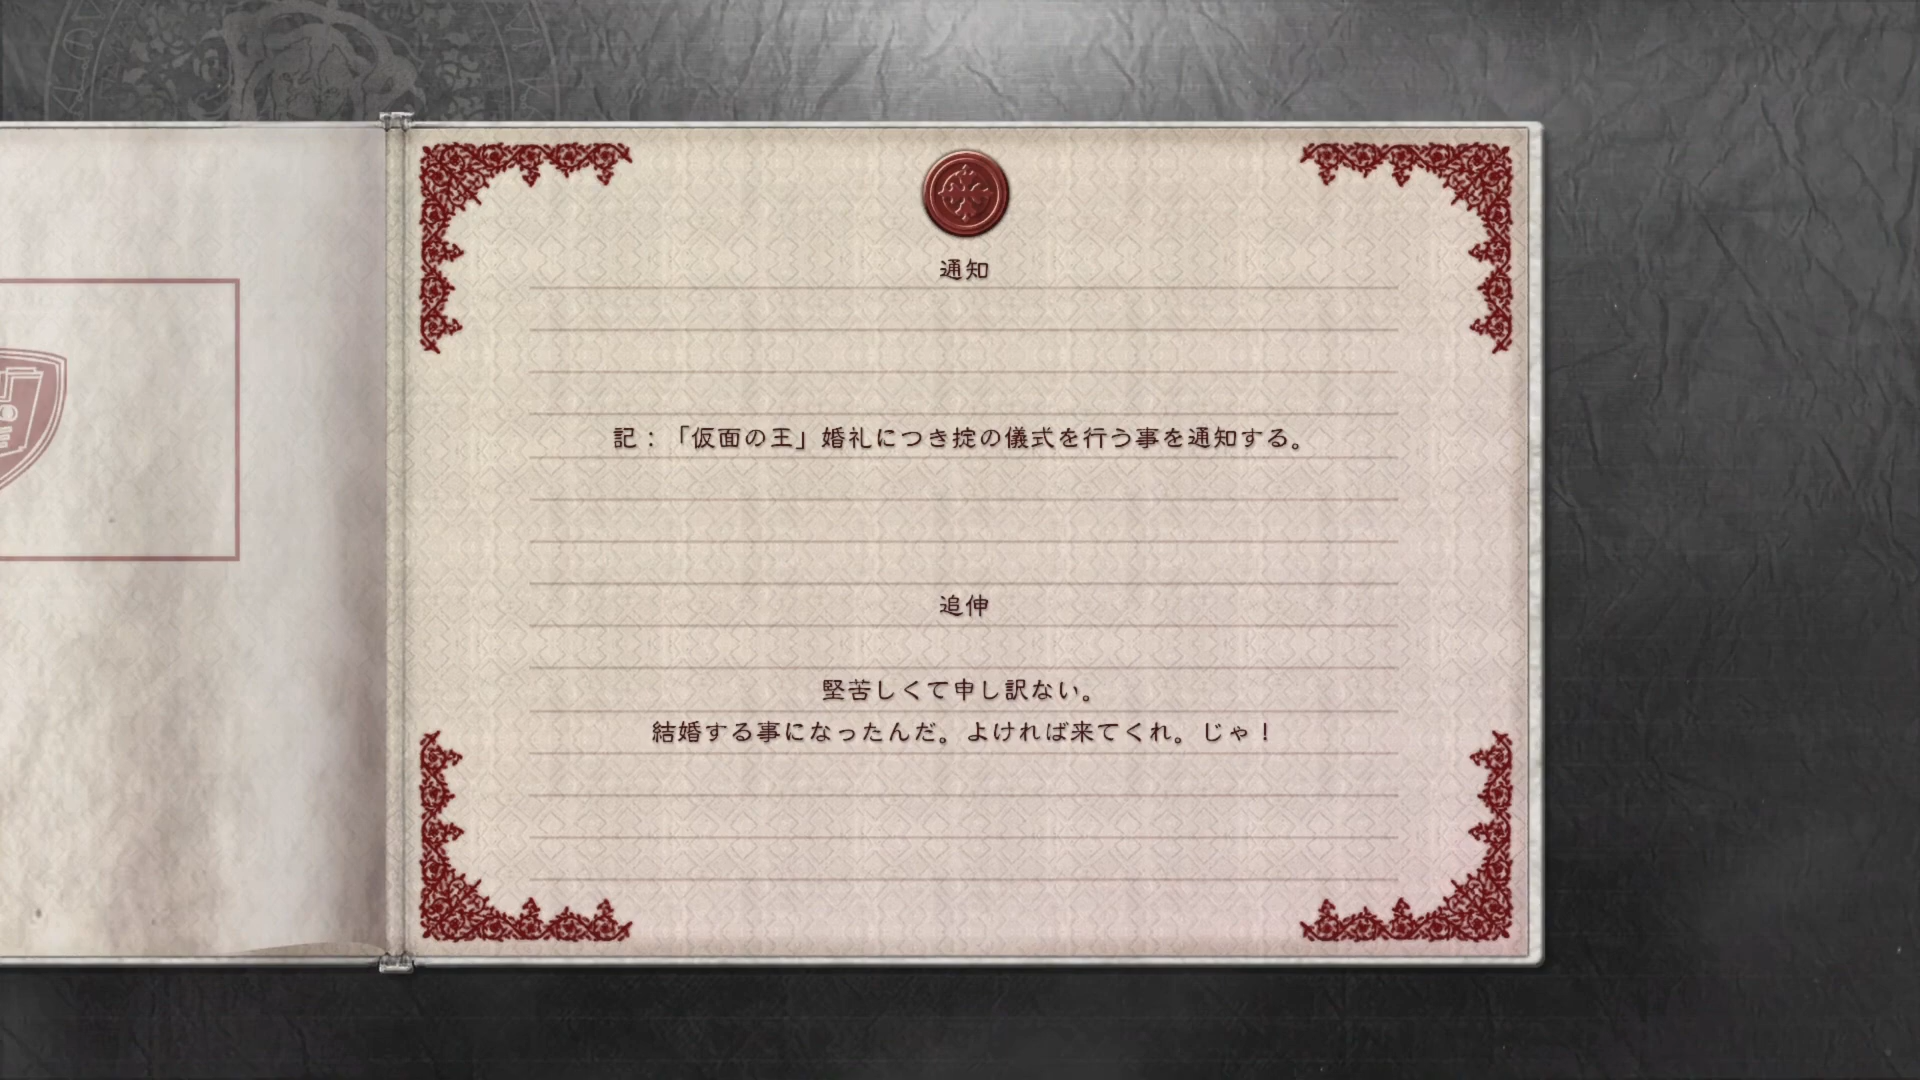 通知
記：「仮面の王」婚礼につき掟の儀式を行う事を通知する。
追伸
堅苦しくて申し訳ない。
結婚する事になったんだ。よければ来てくれ。じゃ！